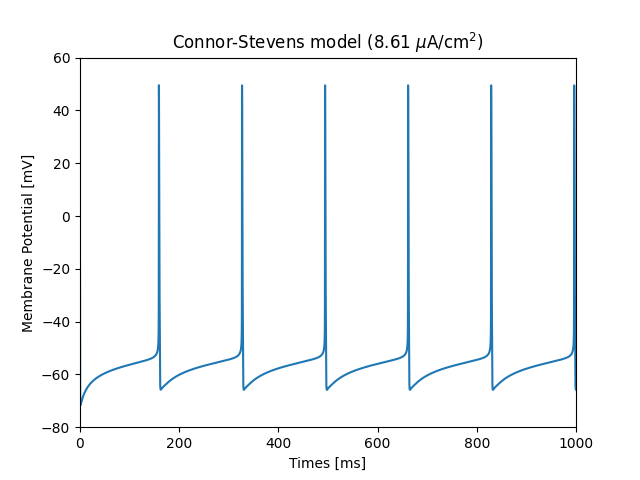 Connor-Stevens model (8.61 μA/cm²)
60
40
20
0
−20
−40
−60
−80
Membrane Potential [mV]
0 200 400 600 800 1000
Times [ms]